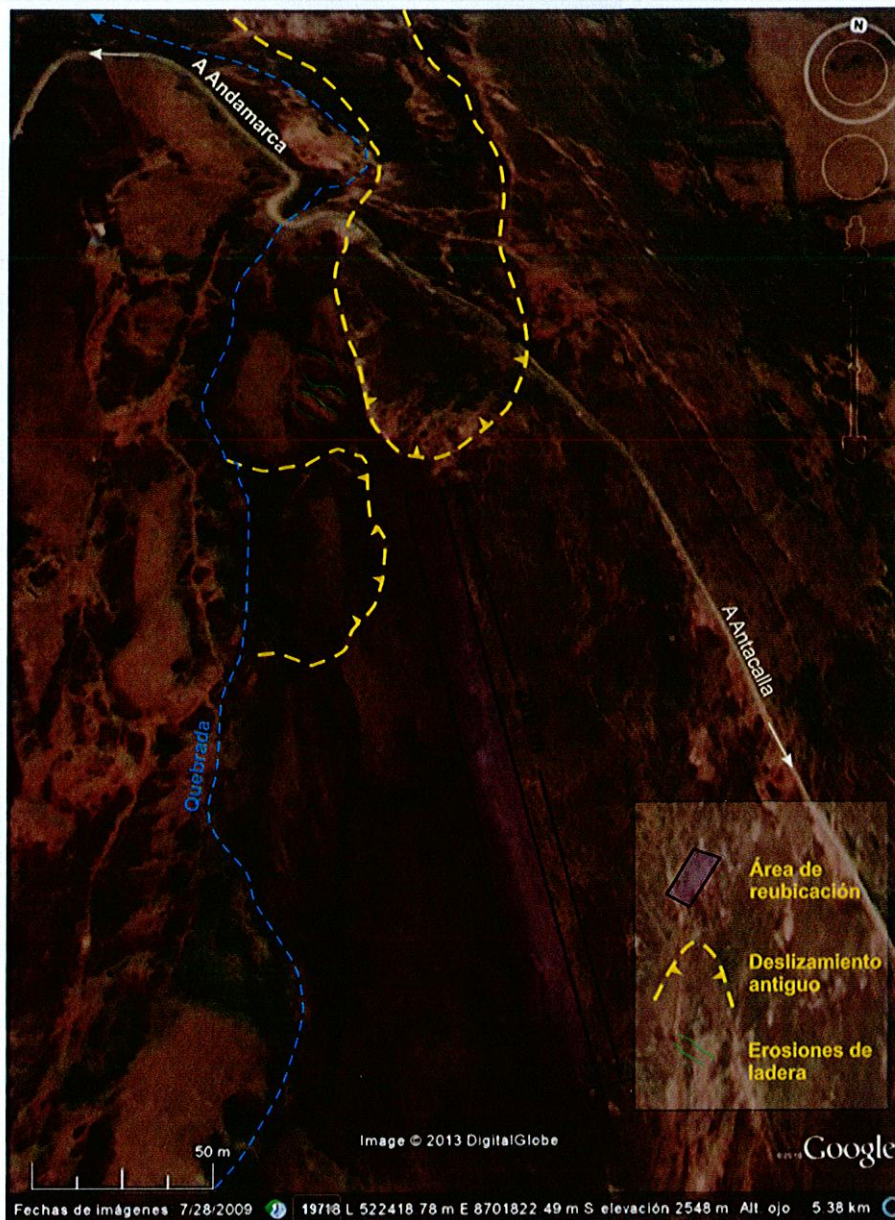 N
A Andamarca
A Antacalla
Quebrada
Área de
reubicación
Deslizamiento
antiguo
Erosiones de
ladera
50 m
Image © 2013 DigitalGlobe
Google
Fechas de imágenes 7/28/2009 19718 L 522418 78 m E 8701822 49 m S elevación 2548 m Alt. ojo 5.38 km